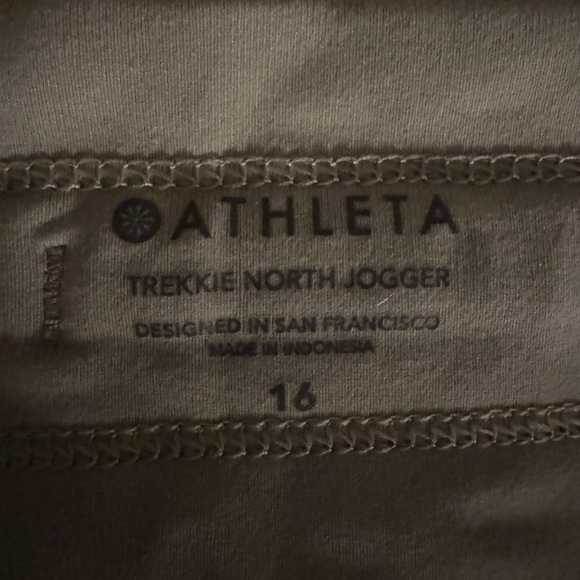 ATHLETA
TREKKIE NORTH JOGGER
DESIGNED IN SAN FRANCISCO
MADE IN INDONESIA
16